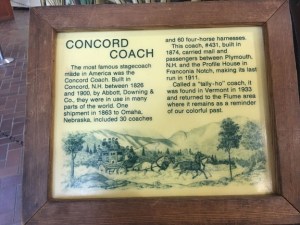 CONCORD
COACH
The most famous stagecoach
made in America was the
Concord Coach. Built in
Concord, N.H. between 1826
and 1900, by Abbott, Downing &
Co., they were in use in many
parts of the world. One
shipment in 1863 to Omaha,
Nebraska, included 30 coaches
and 60 four-horse harnesses.
This coach, #431, built in
1874, carried mail and
passengers between Plymouth,
N.H. and the Profile House in
Franconia Notch, making its last
run in 1911.
Called a "tally-ho" coach, it
was found in Vermont in 1933
and returned to the Flume area
where it remains as a reminder
of our colorful past.